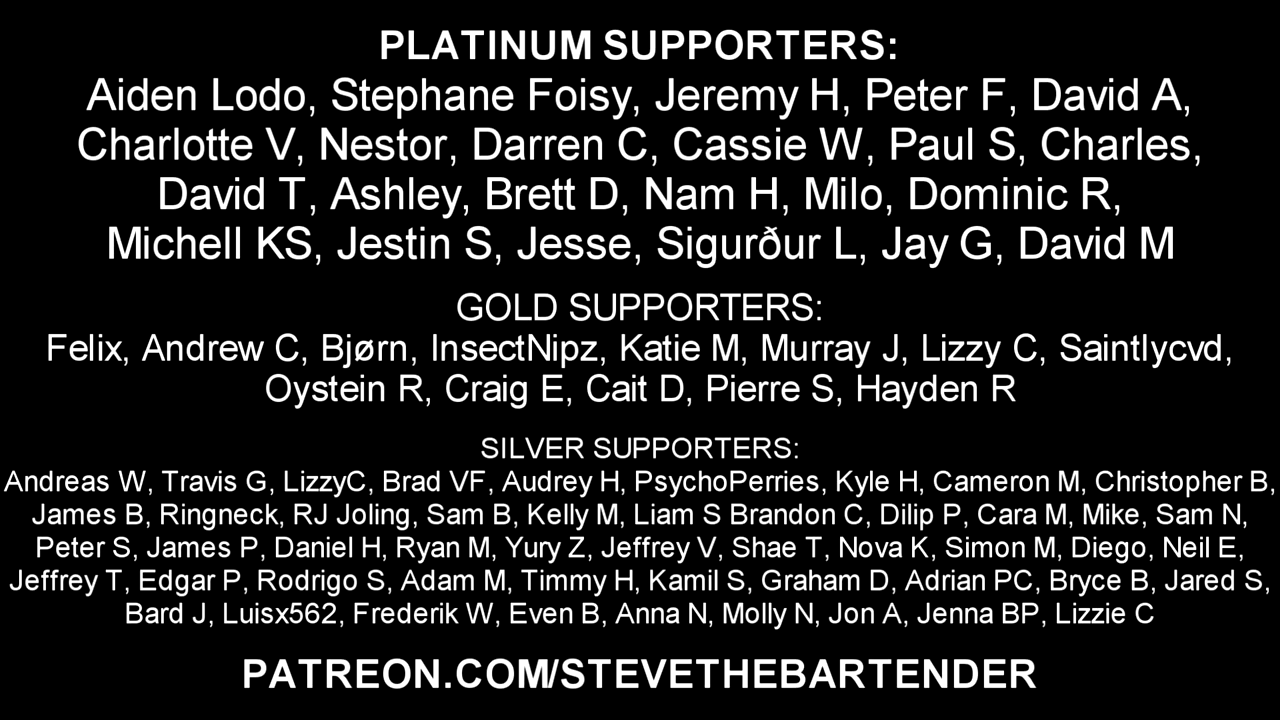 PLATINUM SUPPORTERS:
Aiden Lodo, Stephane Foisy, Jeremy H, Peter F, David A,
Charlotte V, Nestor, Darren C, Cassie W, Paul S, Charles,
David T, Ashley, Brett D, Nam H, Milo, Dominic R,
Michell KS, Jestin S, Jesse, Sigurður L, Jay G, David M
GOLD SUPPORTERS:
Felix, Andrew C, Bjørn, InsectNipz, Katie M, Murray J, Lizzy C, Saintlycvd,
Oystein R, Craig E, Cait D, Pierre S, Hayden R
SILVER SUPPORTERS:
Andreas W, Travis G, LizzyC, Brad VF, Audrey H, PsychoPerries, Kyle H, Cameron M, Christopher B,
James B, Ringneck, RJ Joling, Sam B, Kelly M, Liam S Brandon C, Dilip P, Cara M, Mike, Sam N,
Peter S, James P, Daniel H, Ryan M, Yury Z, Jeffrey V, Shae T, Nova K, Simon M, Diego, Neil E,
Jeffrey T, Edgar P, Rodrigo S, Adam M, Timmy H, Kamil S, Graham D, Adrian PC, Bryce B, Jared S,
Bard J, Luisx562, Frederik W, Even B, Anna N, Molly N, Jon A, Jenna BP, Lizzie C
PATREON.COM/STEVETHEBARTENDER